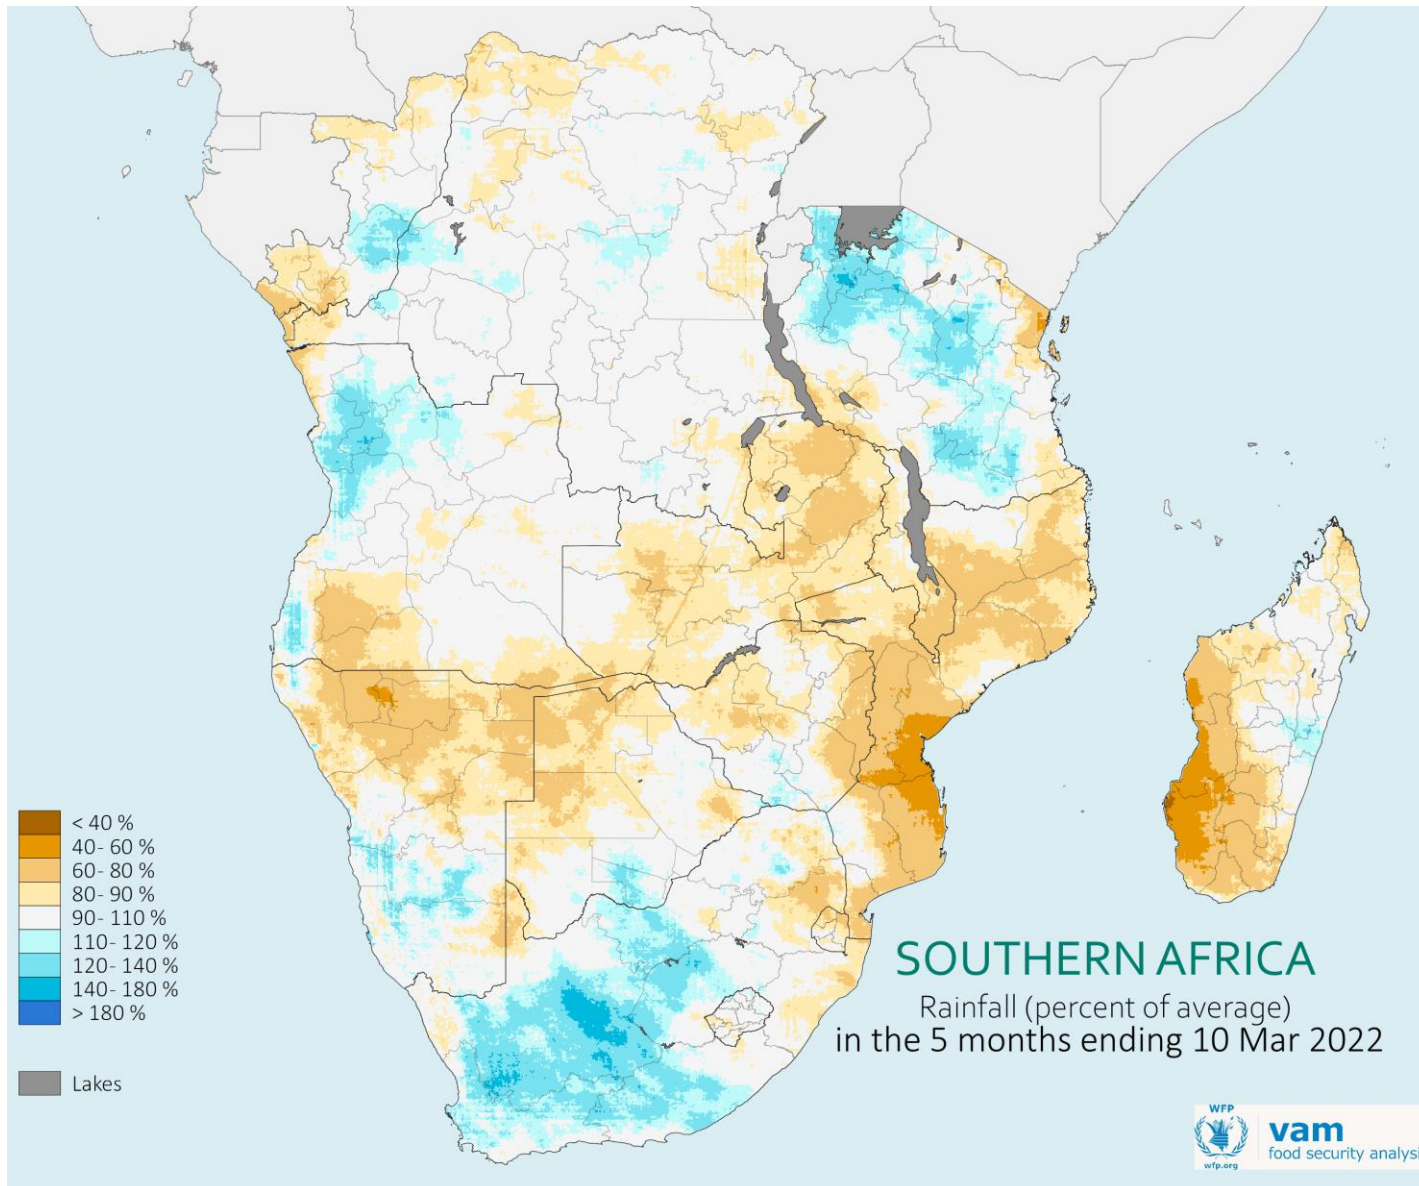 < 40 %
40- 60 %
60- 80 %
80- 90 %
90- 110 %
110- 120 %
120- 140 %
140- 180 %
> 180 %
Lakes
SOUTHERN AFRICA
Rainfall (percent of average)
in the 5 months ending 10 Mar 2022
WFP
wfp.org
vam
food security analysi